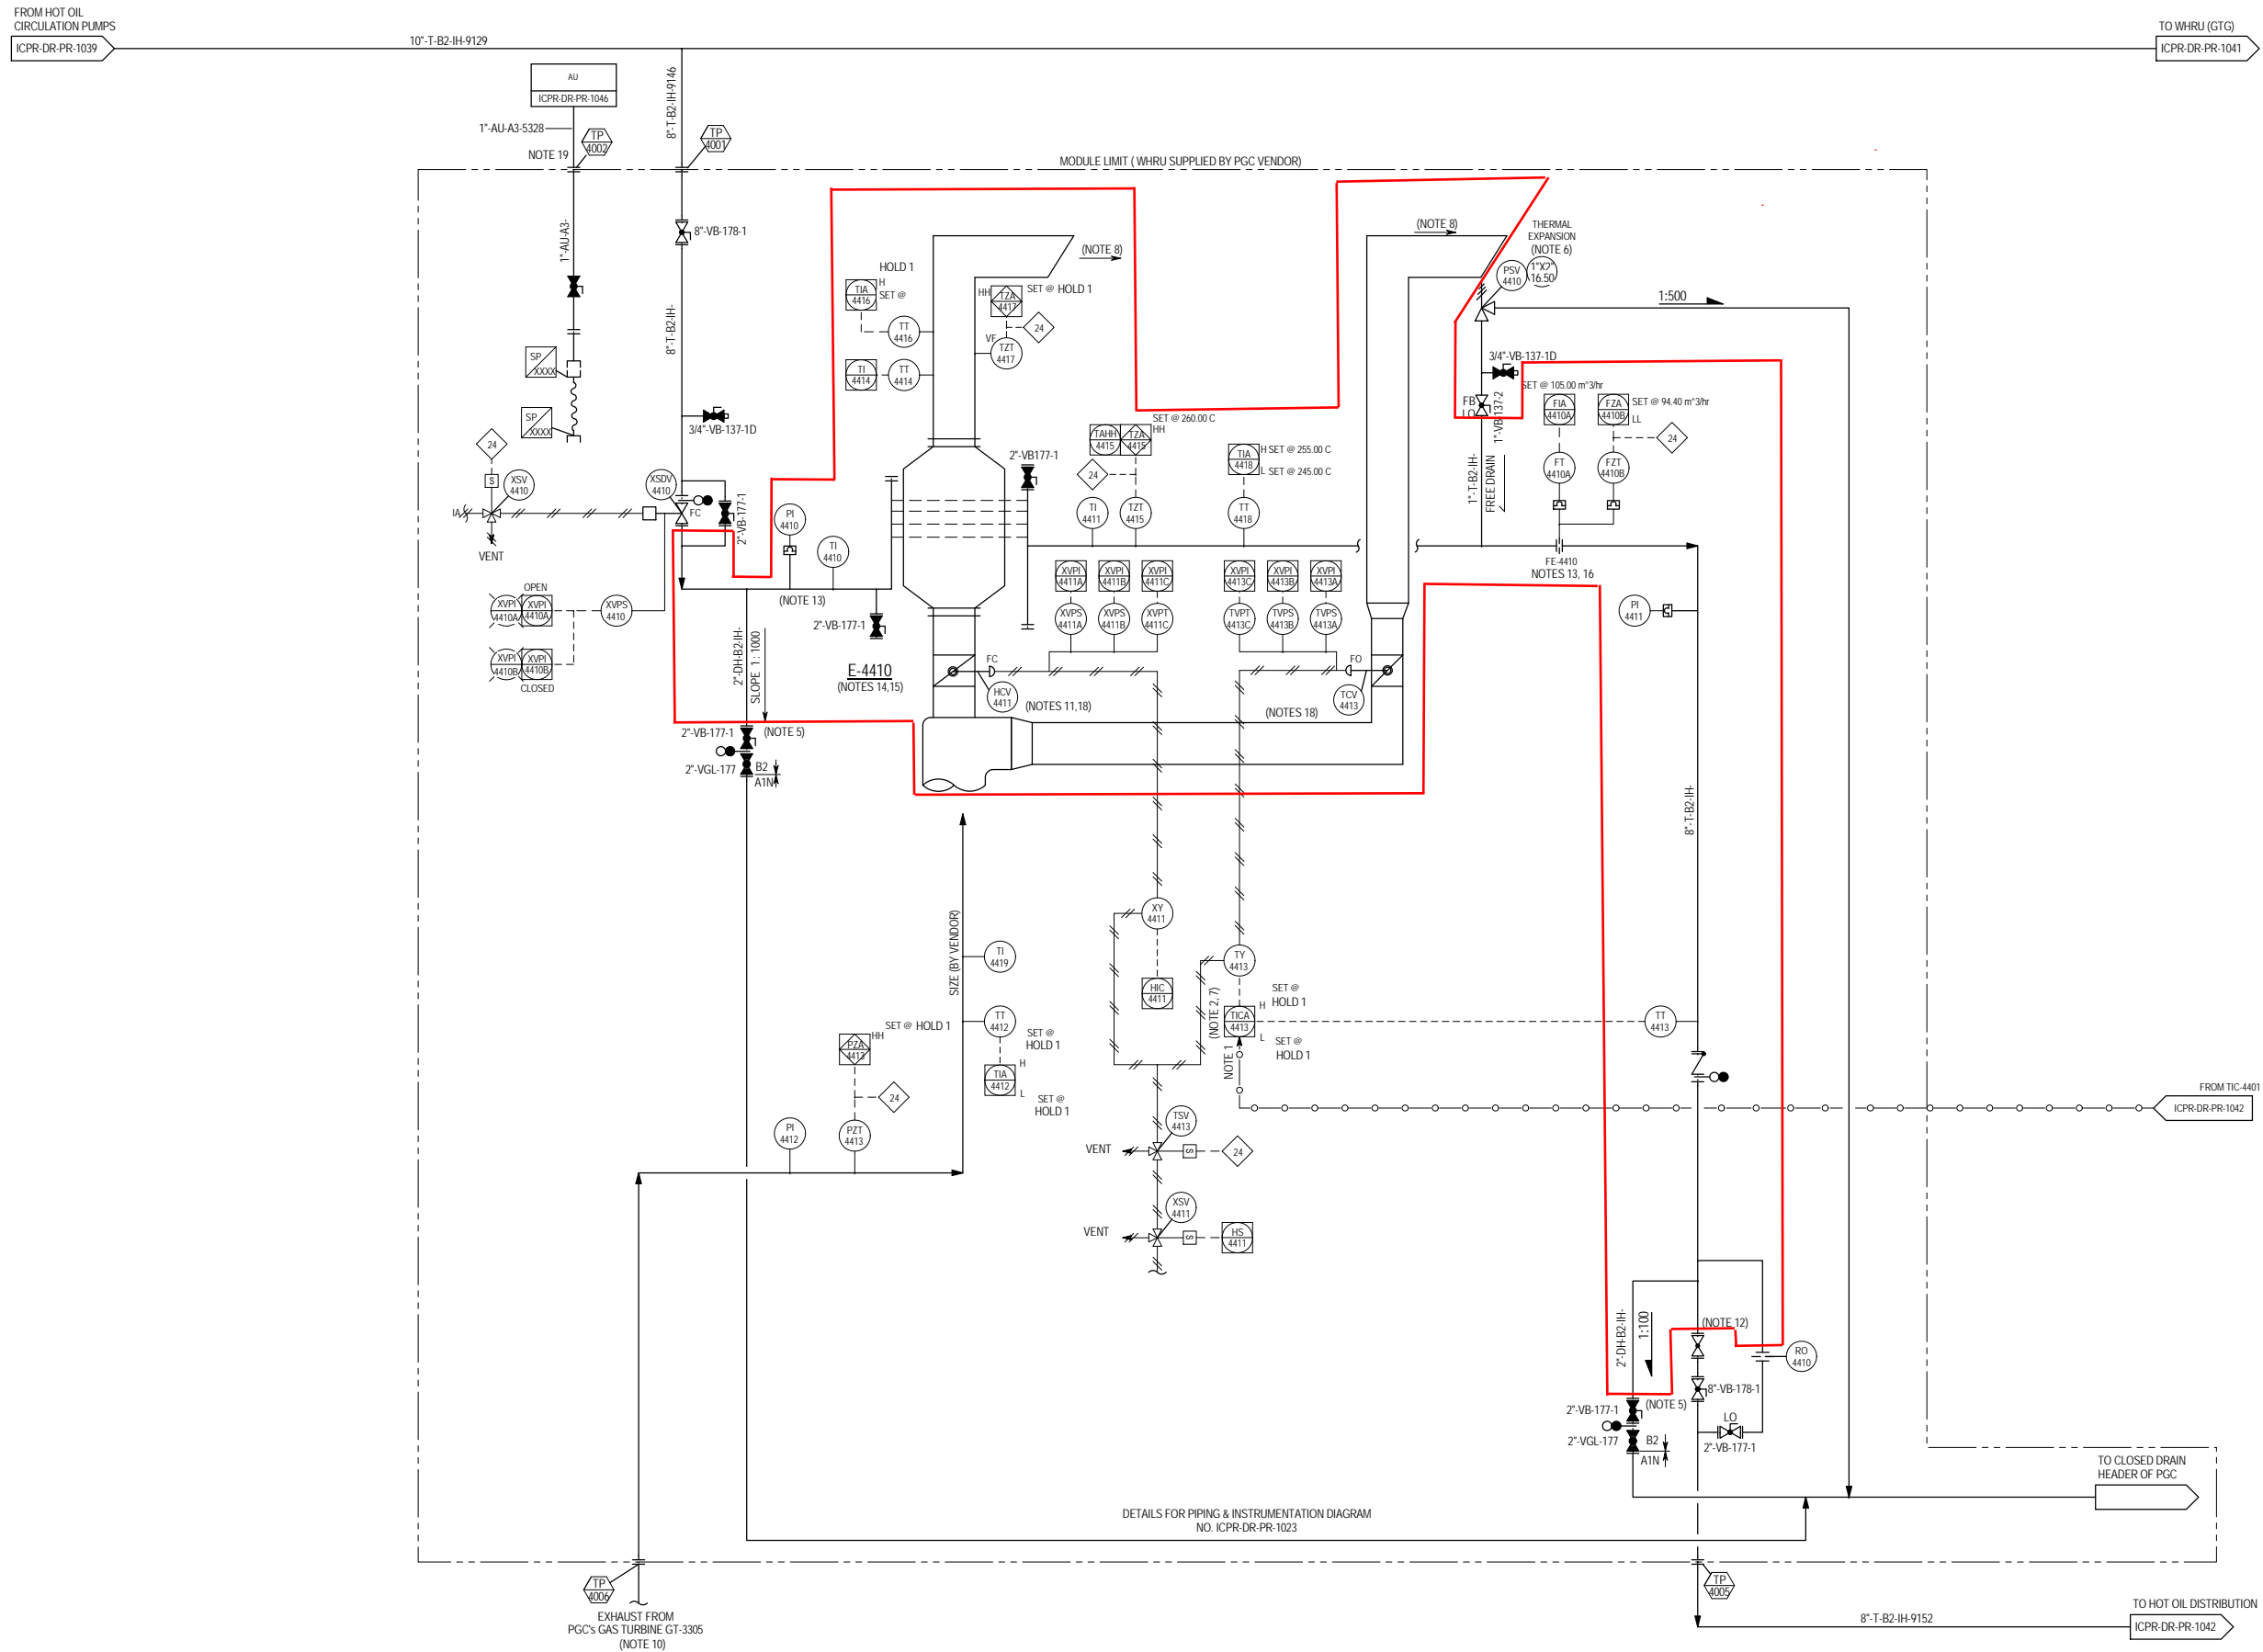 FROM HOT OIL
CIRCULATION PUMPS
ICPR-DR-PR-1039
10"-T-B2-IH-9129
TO WHRU (GTG)
ICPR-DR-PR-1041
AU
ICPR-DR-PR-1046
1"-AU-A3-5328
NOTE 19
TP
4002
8"-T-B2-IH-9146
TP
4001
MODULE LIMIT ( WHRU SUPPLIED BY PGC VENDOR)
1"-AU-A3-
8"-VB-178-1
8"-T-B2-IH-
SP
XXXX
SP
XXXX
3/4"-VB-137-1D
24
S
XSV
4410
IA
VENT
XSDV
4410
FC
2"-VB-177-1
OPEN
XVPI
4410A
XVPI
4410A
XVPS
4410
XVPI
4410B
XVPI
4410B
CLOSED
PI
4410
TI
4410
(NOTE 13)
2"-VB-177-1
2"-DH-B2-IH-
SLOPE 1 : 1000
E-4410
(NOTES 14,15)
2"-VB-177-1
(NOTE 5)
2"-VGL-177
B2
A1N
HOLD 1
TIA
4416
H
SET @
TT
4416
TI
4414
TT
4414
HH
TZA
4417
SET @ HOLD 1
24
VF
TZT
4417
(NOTE 8)
(NOTE 8)
THERMAL
EXPANSION
(NOTE 6)
PSV
4410
1"X2"
16.50
1:500
3/4"-VB-137-1D
FB
LO
1"-VB-137-2
SET @ 105.00 m^3/hr
FIA
4410A
FZA
4410B
SET @ 94.40 m^3/hr
LL
24
FT
4410A
FZT
4410B
1"-T-B2-IH-
FREE DRAIN
FE-4410
NOTES 13, 16
2"-VB177-1
SET @ 260.00 C
HH
TAHH
4415
TZA
4415
24
TI
4411
TZT
4415
TIA
4418
H SET @ 255.00 C
L SET @ 245.00 C
TT
4418
XVPI
4411A
XVPI
4411B
XVPI
4411C
XVPI
4413C
XVPI
4413B
XVPI
4413A
XVPS
4411A
XVPS
4411B
XVPT
4411C
TVPT
4413C
TVPS
4413B
TVPS
4413A
FC
HCV
4411
(NOTES 11,18)
FO
TCV
4413
(NOTES 18)
PI
4411
8"-T-B2-IH-
SIZE (BY VENDOR)
TI
4419
TT
4412
SET @
HOLD 1
TIA
4412
H
L
SET @
HOLD 1
PZA
4413
HH
SET @ HOLD 1
24
PI
4412
PZT
4413
XY
4411
HIC
4411
TY
4413
(NOTE 2, 7)
TICA
4413
H
SET @
HOLD 1
L
SET @
HOLD 1
NOTE 1
TT
4413
FROM TIC-4401
ICPR-DR-PR-1042
TSV
4413
VENT
S
24
XSV
4411
VENT
S
HS
4411
2"-DH-B2-IH-
1:100
(NOTE 12)
RO
4410
8"-VB-178-1
2"-VB-177-1
(NOTE 5)
2"-VGL-177
B2
A1N
LO
2"-VB-177-1
TO CLOSED DRAIN
HEADER OF PGC
DETAILS FOR PIPING & INSTRUMENTATION DIAGRAM
NO. ICPR-DR-PR-1023
TP
4006
EXHAUST FROM
PGC's GAS TURBINE GT-3305
(NOTE 10)
TP
4005
8"-T-B2-IH-9152
TO HOT OIL DISTRIBUTION
ICPR-DR-PR-1042